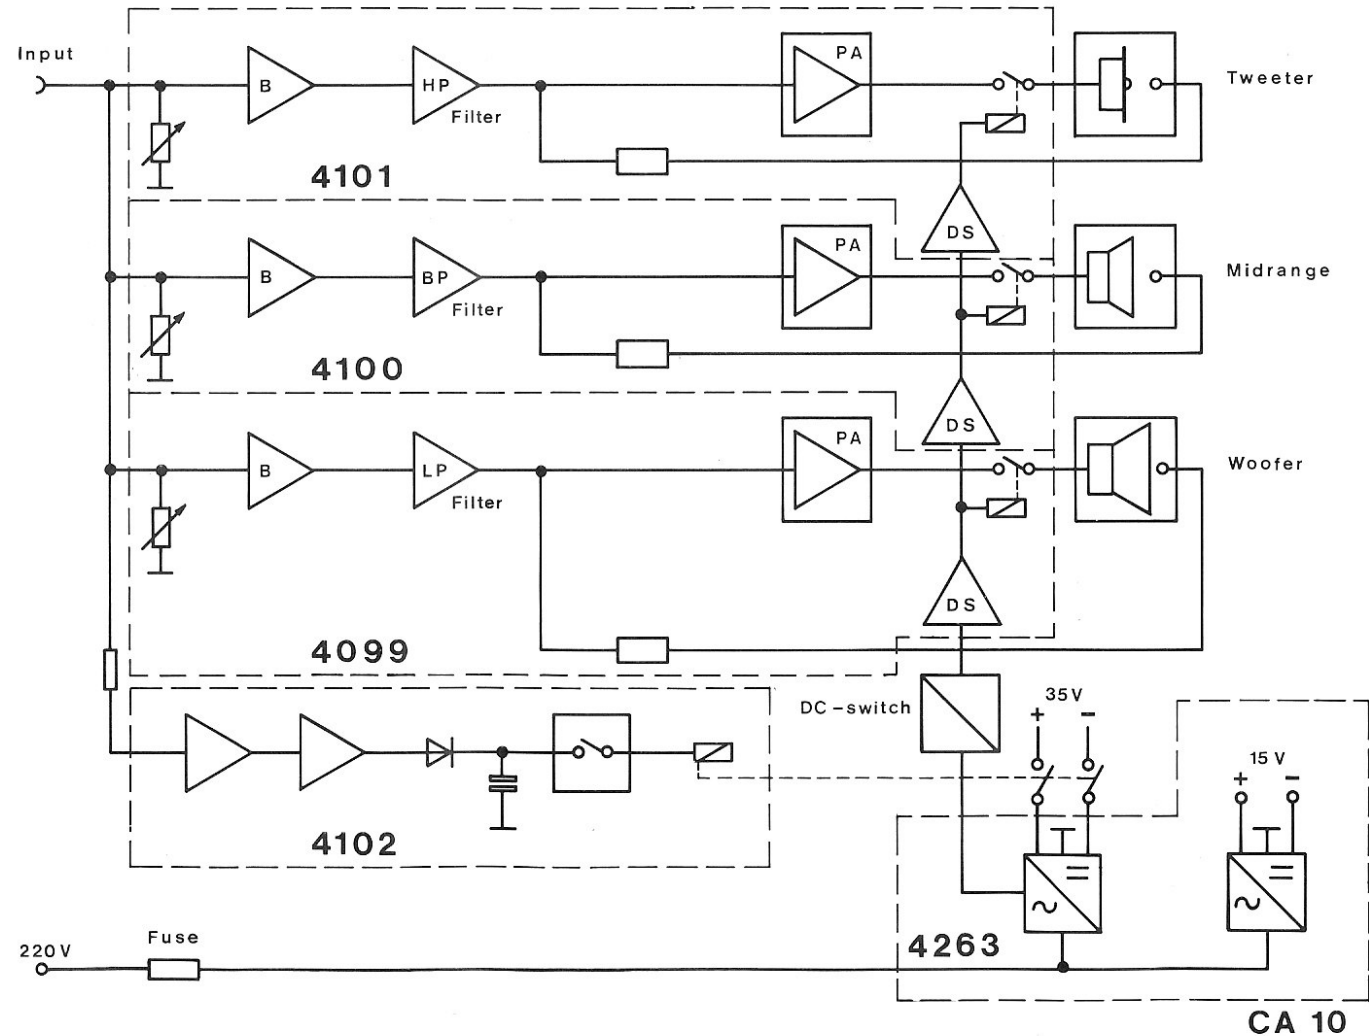 Input
B
HP
Filter
PA
Tweeter
4101
DS
B
BP
Filter
PA
Midrange
4100
DS
B
LP
Filter
PA
Woofer
4099
DS
DC-switch
35V
+ −
15V
+ −
4102
4263
220V
Fuse
CA 10